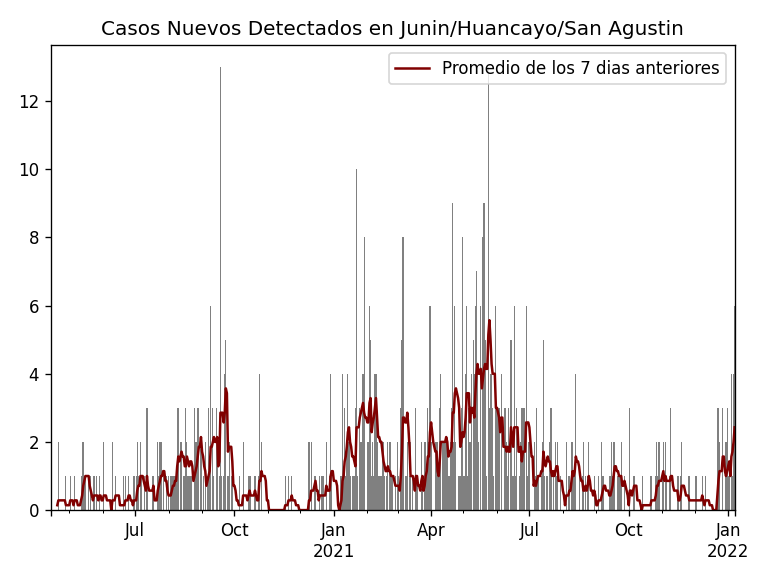 Casos Nuevos Detectados en Junin/Huancayo/San Agustin
Promedio de los 7 dias anteriores
12
10
8
6
4
2
0
Jul Oct Jan Apr Jul Oct Jan
2021 2022